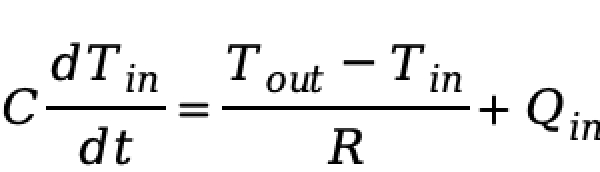 C dT_in/dt = (T_out − T_in)/R + Q_in